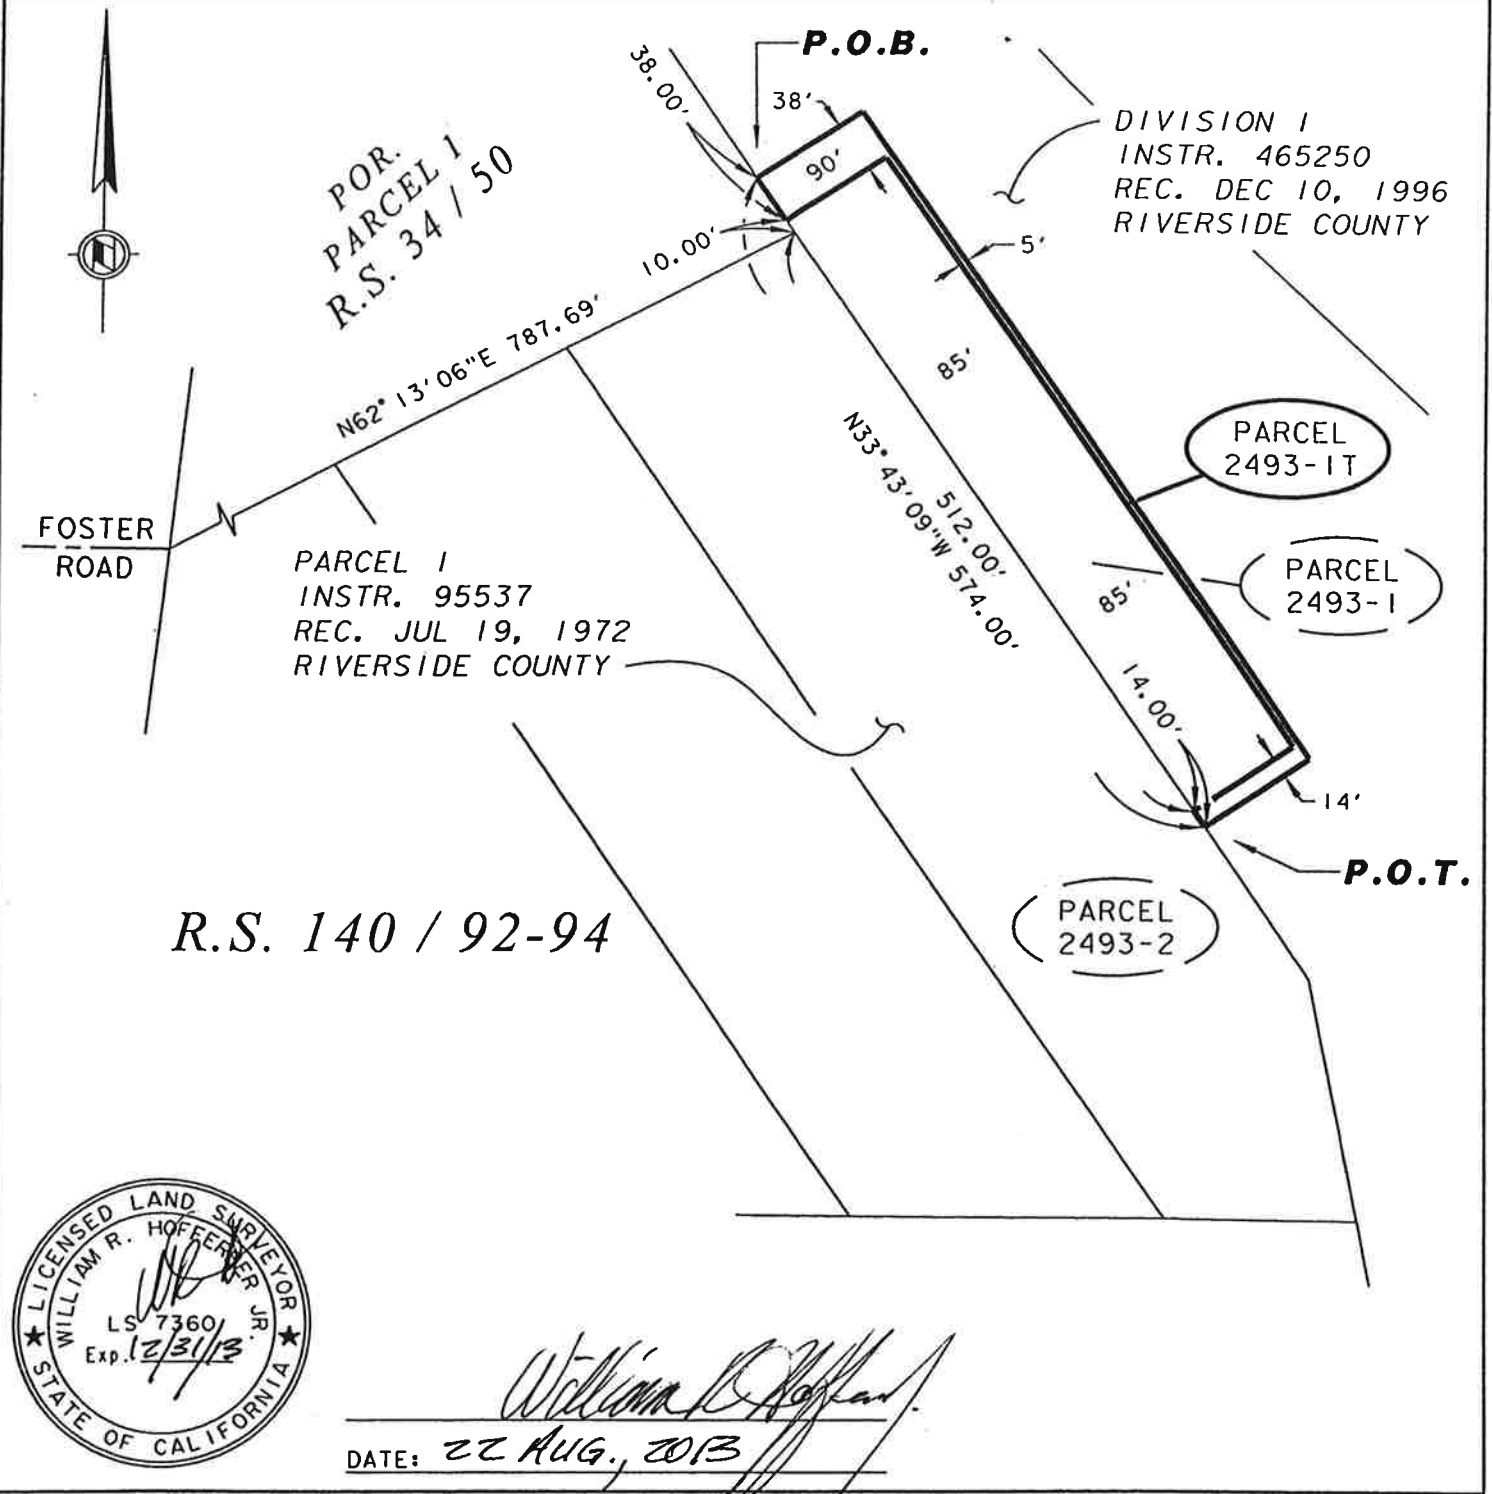 P.O.B.
38.00'
38'
90'
DIVISION 1
INSTR. 465250
REC. DEC 10, 1996
RIVERSIDE COUNTY
POR.
PARCEL 1
R.S. 34 / 50
10.00'
5'
N62° 13' 06"E 787.69'
85'
512.00'
N33° 43' 09"W 574.00'
PARCEL
2493-1T
FOSTER
ROAD
PARCEL 1
INSTR. 95537
REC. JUL 19, 1972
RIVERSIDE COUNTY
PARCEL
2493-1
85'
14.00'
14'
P.O.T.
PARCEL
2493-2
R.S. 140 / 92-94
LICENSED LAND SURVEYOR
WILLIAM R. HOFFERBER JR.
LS 7360
Exp. 12/31/13
STATE OF CALIFORNIA
DATE: 22 AUG., 2013